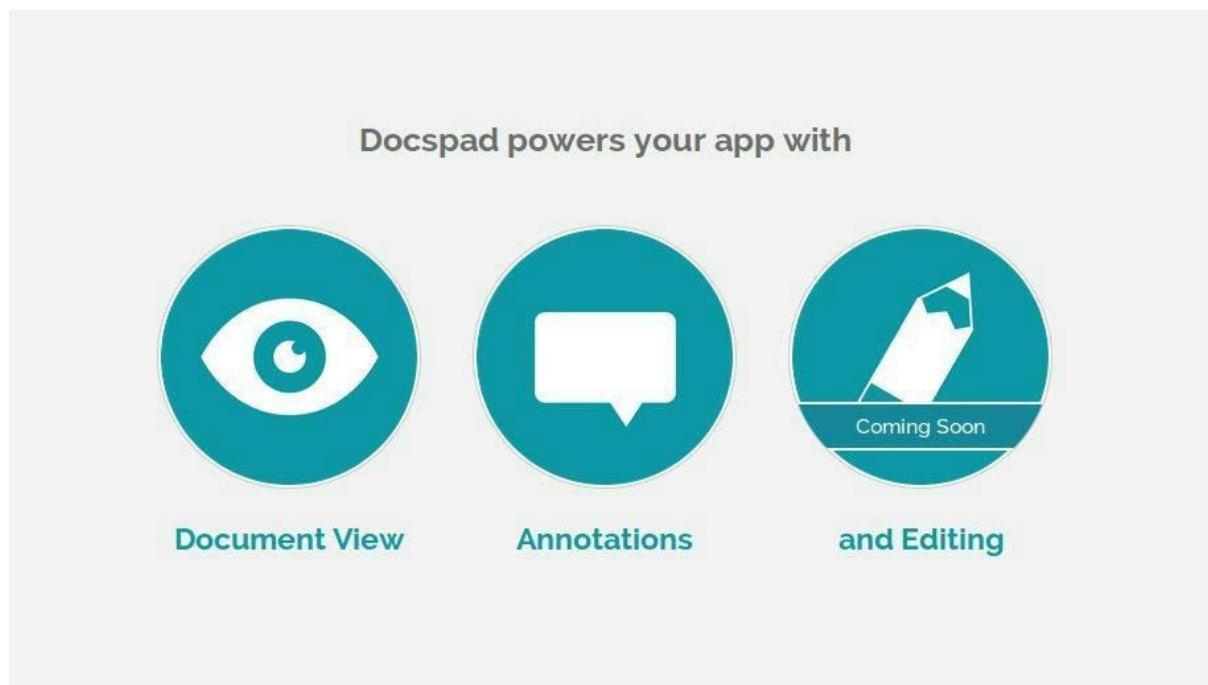 Docspad powers your app with
Coming Soon
Document View
Annotations
and Editing